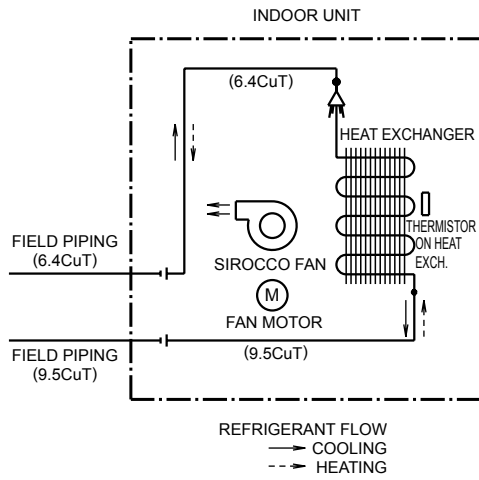 INDOOR UNIT
(6.4CuT)
HEAT EXCHANGER
THERMISTOR
ON HEAT
EXCH.
FIELD PIPING
(6.4CuT)
SIROCCO FAN
M
FAN MOTOR
(9.5CuT)
FIELD PIPING
(9.5CuT)
REFRIGERANT FLOW
COOLING
HEATING